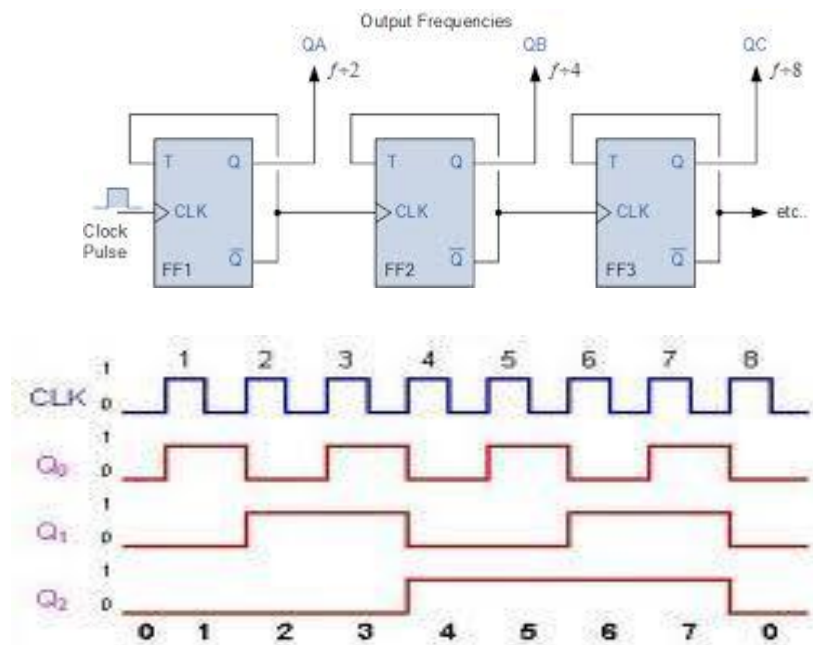 Output Frequencies
QA QB QC
f÷2 f÷4 f÷8
T Q T Q T Q
CLK CLK CLK etc..
Clock
Pulse
Q̅ Q̅ Q̅
FF1 FF2 FF3
1 2 3 4 5 6 7 8
CLK 1 0
Q₀ 1 0
Q₁ 1 0
Q₂ 1 0
0 1 2 3 4 5 6 7 0